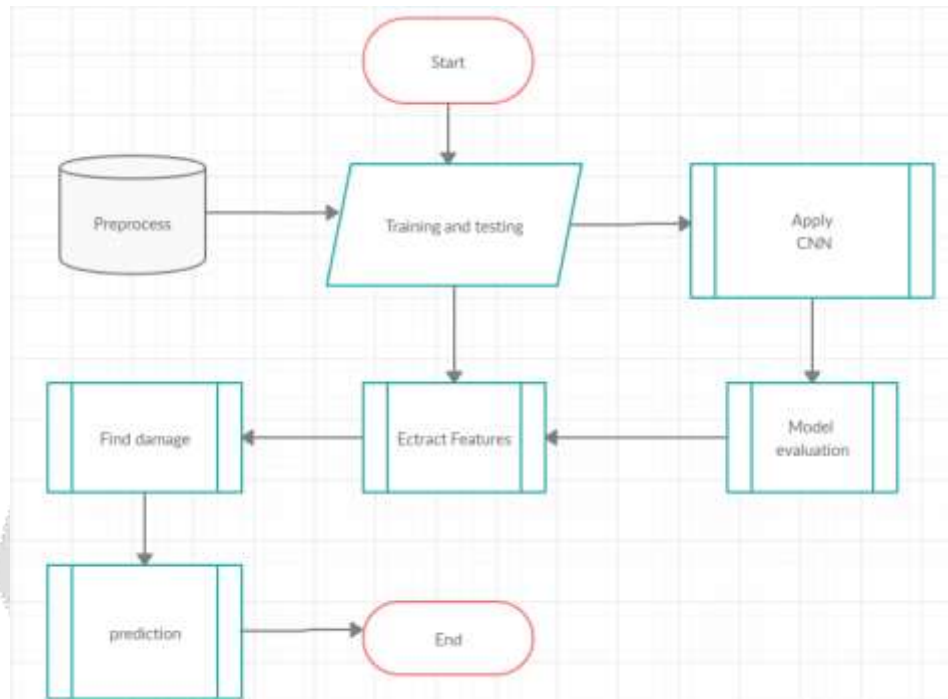 Start
Preprocess
Training and testing
Apply
CNN
Find damage
Ectract Features
Model
evaluation
prediction
End